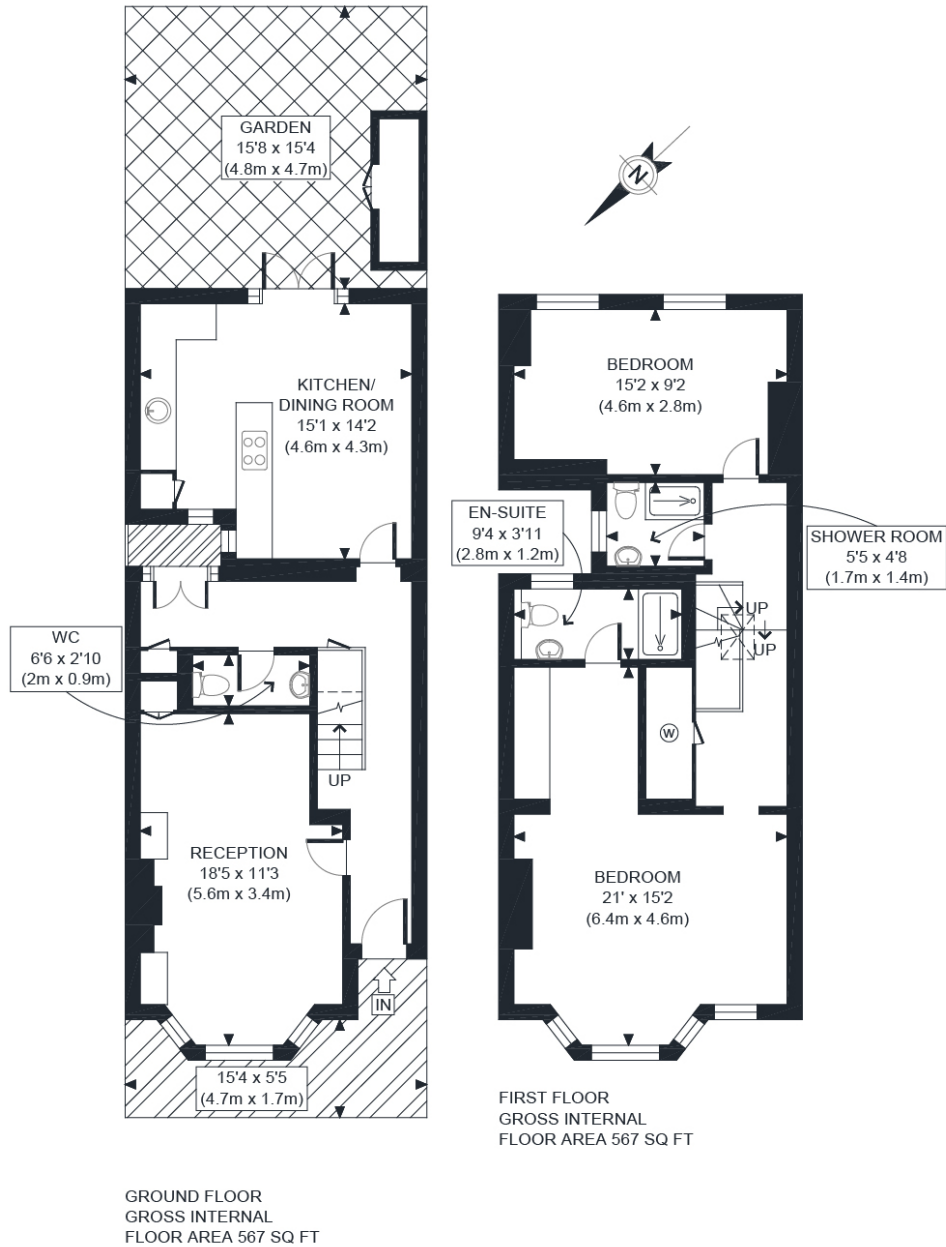 GARDEN
15'8 x 15'4
(4.8m x 4.7m)
N
KITCHEN/
DINING ROOM
15'1 x 14'2
(4.6m x 4.3m)
WC
6'6 x 2'10
(2m x 0.9m)
UP
RECEPTION
18'5 x 11'3
(5.6m x 3.4m)
IN
15'4 x 5'5
(4.7m x 1.7m)
GROUND FLOOR
GROSS INTERNAL
FLOOR AREA 567 SQ FT
BEDROOM
15'2 x 9'2
(4.6m x 2.8m)
EN-SUITE
9'4 x 3'11
(2.8m x 1.2m)
SHOWER ROOM
5'5 x 4'8
(1.7m x 1.4m)
UP
UP
W
BEDROOM
21' x 15'2
(6.4m x 4.6m)
FIRST FLOOR
GROSS INTERNAL
FLOOR AREA 567 SQ FT